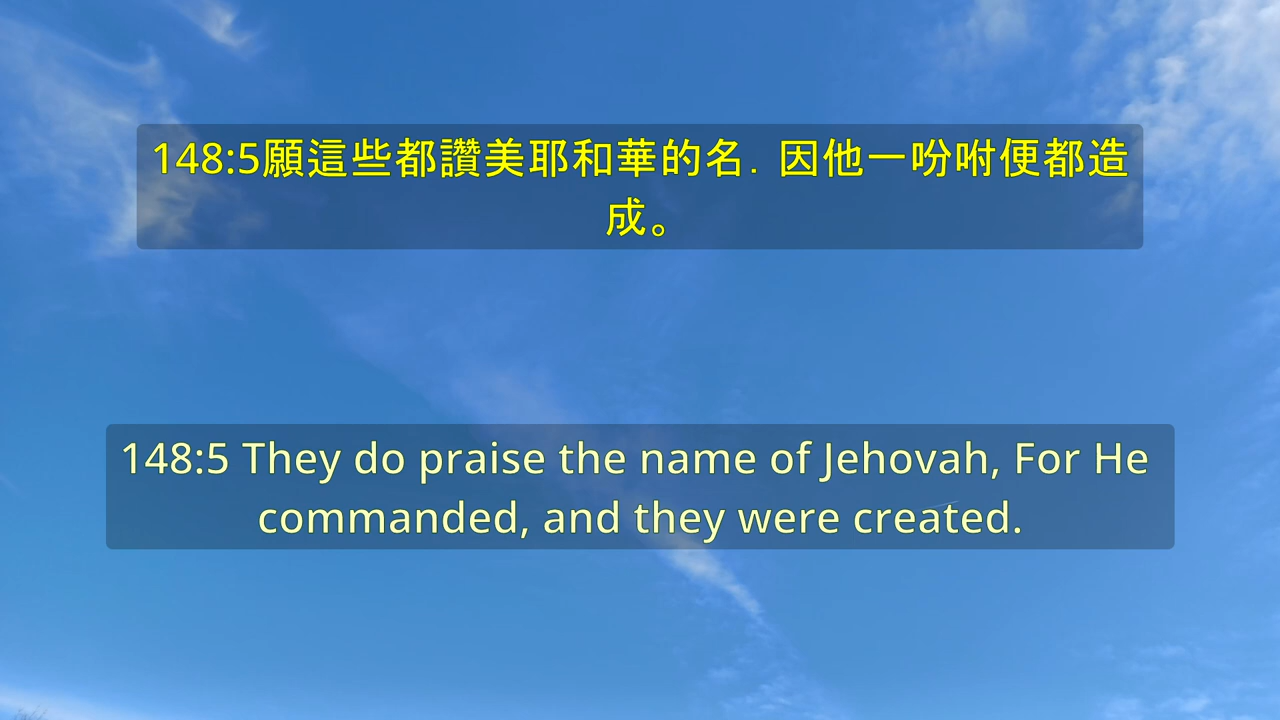 148:5願這些都讚美耶和華的名．因他一吩咐便都造
成。
148:5 They do praise the name of Jehovah, For He
commanded, and they were created.